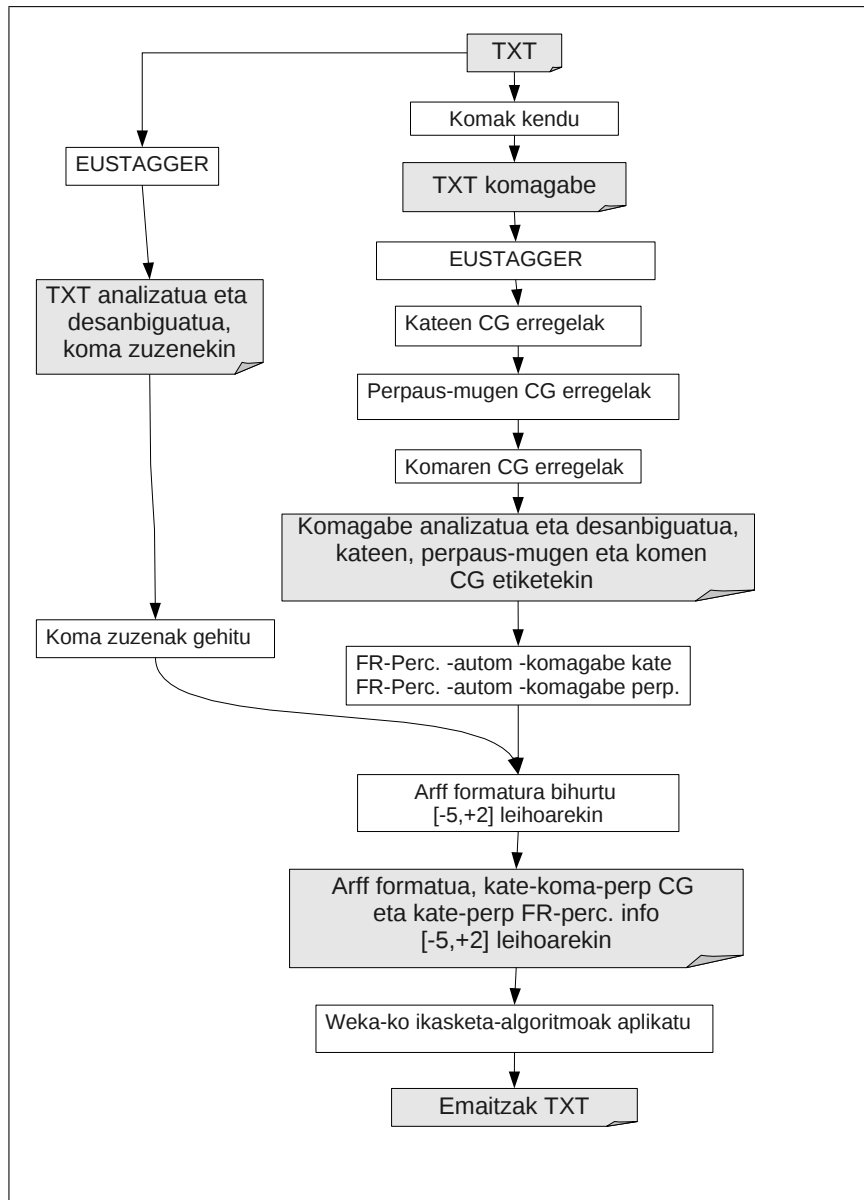 TXT
Komak kendu
EUSTAGGER
TXT komagabe
EUSTAGGER
TXT analizatua eta
desanbiguatua,
koma zuzenekin
Kateen CG erregelak
Perpaus-mugen CG erregelak
Komaren CG erregelak
Komagabe analizatua eta desanbiguatua,
kateen, perpaus-mugen eta komen
CG etiketekin
Koma zuzenak gehitu
FR-Perc. -autom -komagabe kate
FR-Perc. -autom -komagabe perp.
Arff formatura bihurtu
[-5,+2] leihoarekin
Arff formatua, kate-koma-perp CG
eta kate-perp FR-perc. info
[-5,+2] leihoarekin
Weka-ko ikasketa-algoritmoak aplikatu
Emaitzak TXT